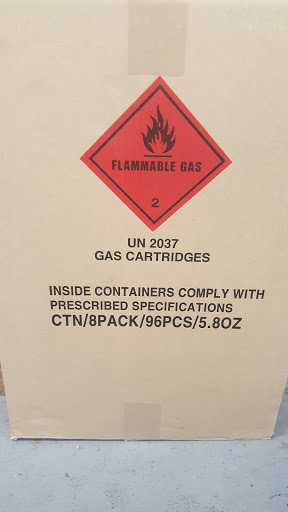 FLAMMABLE GAS
2
UN 2037
GAS CARTRIDGES
INSIDE CONTAINERS COMPLY WITH
PRESCRIBED SPECIFICATIONS
CTN/8PACK/96PCS/5.8OZ